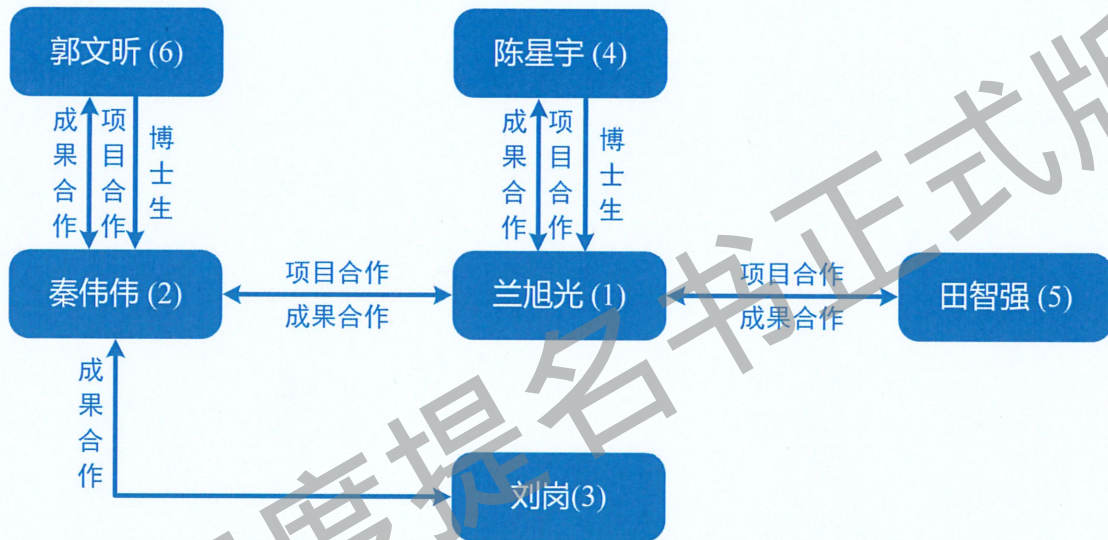 郭文昕 (6)
陈星宇 (4)
成果合作
项目合作
博士生
成果合作
项目合作
博士生
秦伟伟 (2)
项目合作
成果合作
兰旭光 (1)
项目合作
成果合作
田智强 (5)
成果合作
刘岗(3)
度提名书正式版